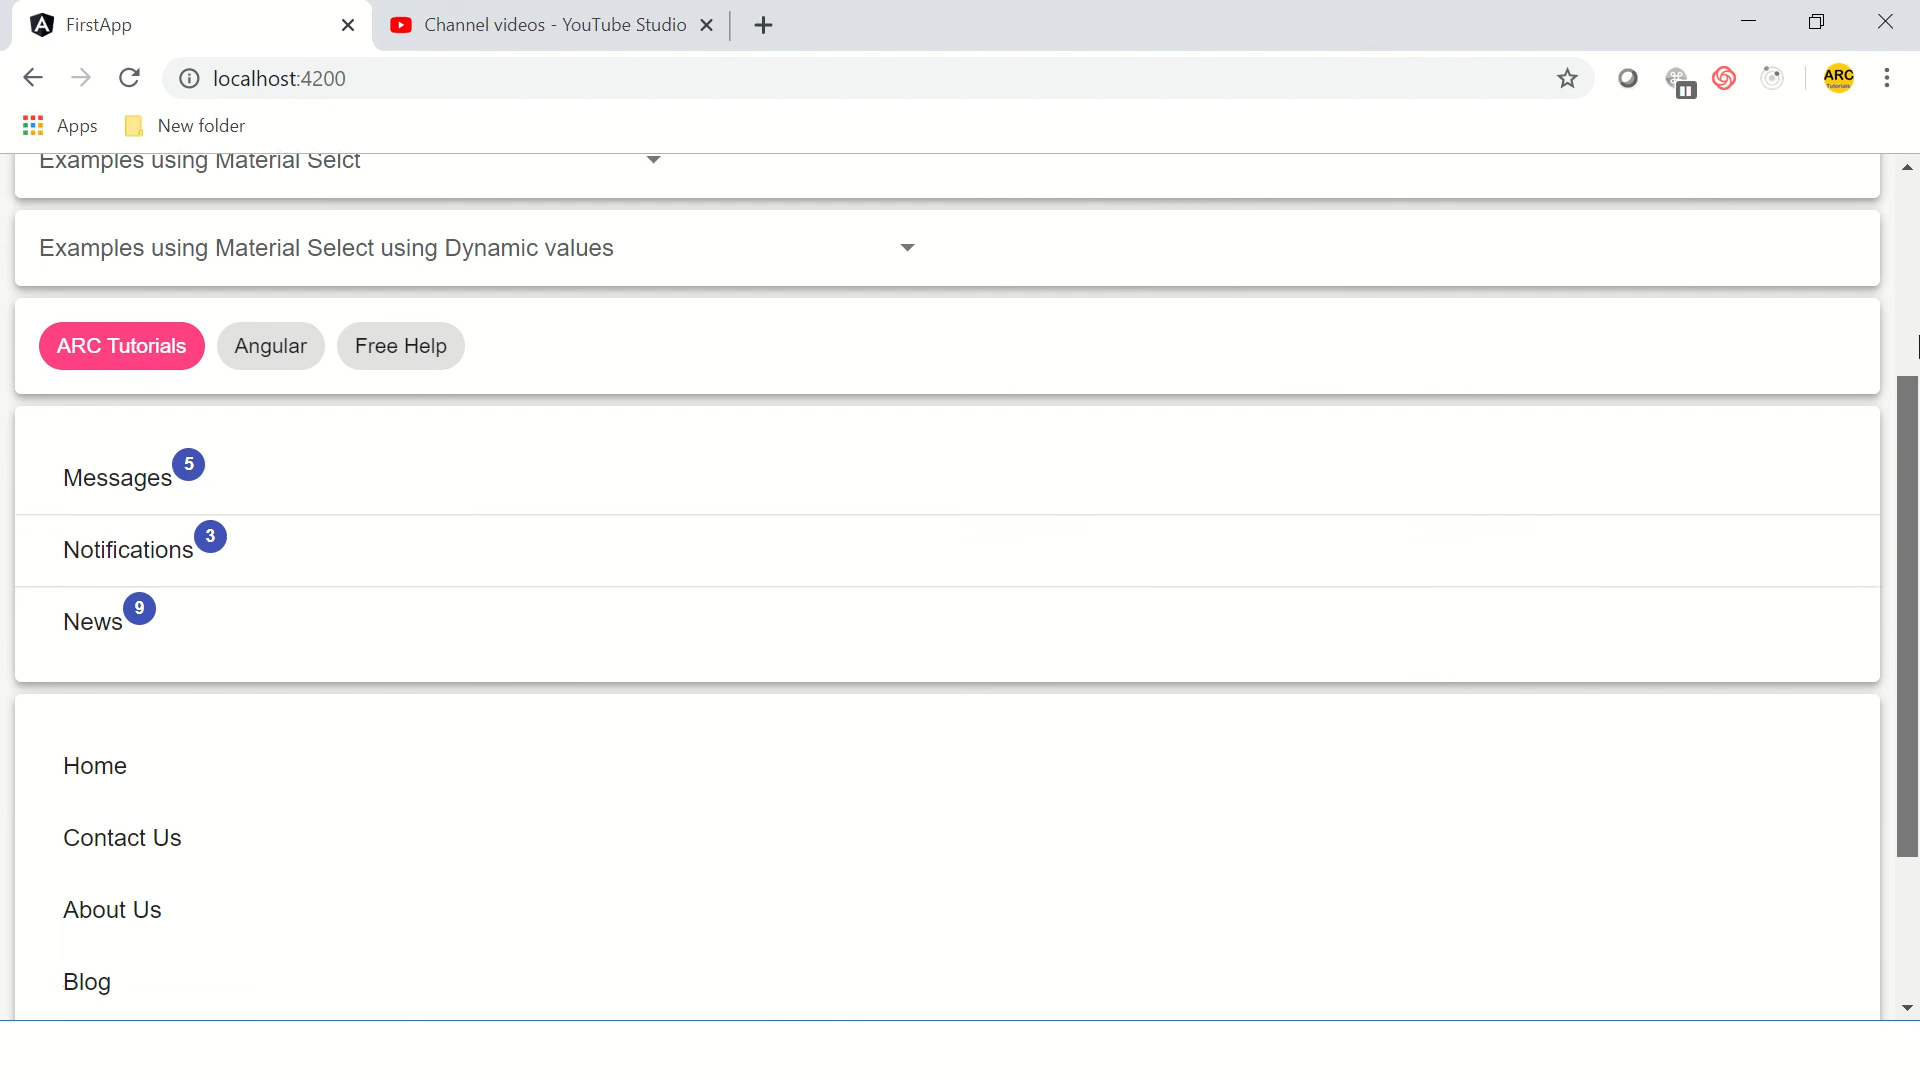 FirstApp
Channel videos - YouTube Studio
localhost:4200
ARC
Tutorials
Apps
New folder
Examples using Material Selct
Examples using Material Select using Dynamic values
ARC Tutorials
Angular
Free Help
Messages 5
Notifications 3
News 9
Home
Contact Us
About Us
Blog